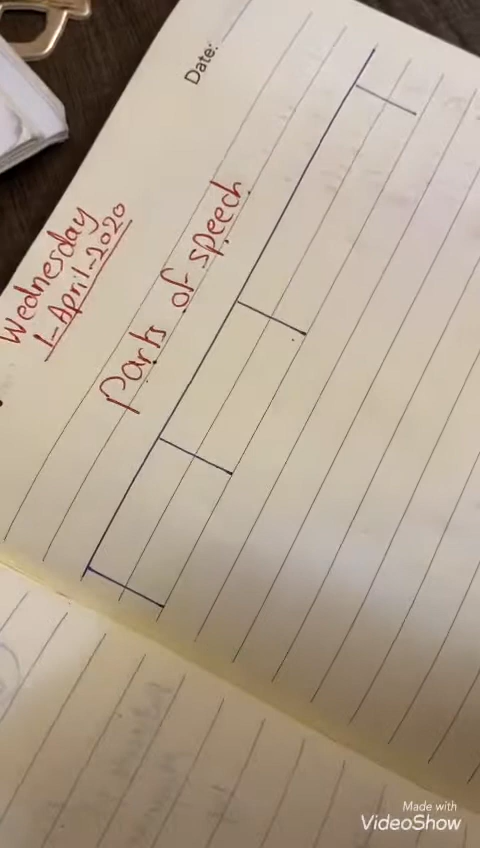 Date:
Wednesday
1-April-2020
Parts of speech
Made with
VideoShow